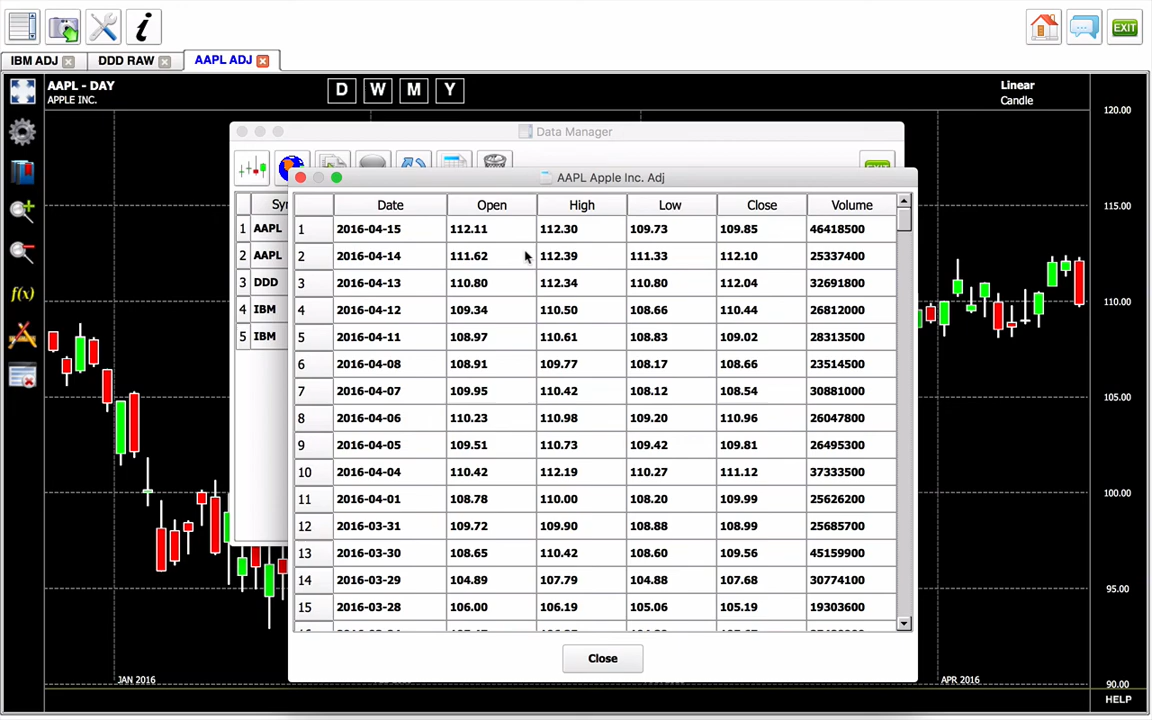 EXIT
IBM ADJ
DDD RAW
AAPL ADJ
AAPL - DAY
APPLE INC.
D W M Y
Linear
Candle
120.00
Data Manager
AAPL Apple Inc. Adj
Date Open High Low Close Volume
1 2016-04-15 112.11 112.30 109.73 109.85 46418500
2 2016-04-14 111.62 112.39 111.33 112.10 25337400
3 2016-04-13 110.80 112.34 110.80 112.04 32691800
4 2016-04-12 109.34 110.50 108.66 110.44 26812000
5 2016-04-11 108.97 110.61 108.83 109.02 28313500
6 2016-04-08 108.91 109.77 108.17 108.66 23514500
7 2016-04-07 109.95 110.42 108.12 108.54 30881000
8 2016-04-06 110.23 110.98 109.20 110.96 26047800
9 2016-04-05 109.51 110.73 109.42 109.81 26495300
10 2016-04-04 110.42 112.19 110.27 111.12 37333500
11 2016-04-01 108.78 110.00 108.20 109.99 25626200
12 2016-03-31 109.72 109.90 108.88 108.99 25685700
13 2016-03-30 108.65 110.42 108.60 109.56 45159900
14 2016-03-29 104.89 107.79 104.88 107.68 30774100
15 2016-03-28 106.00 106.19 105.06 105.19 19303600
Close
1 AAPL
2 AAPL
3 DDD
4 IBM
5 IBM
f(x)
115.00
110.00
105.00
100.00
95.00
90.00
JAN 2016
APR 2016
HELP